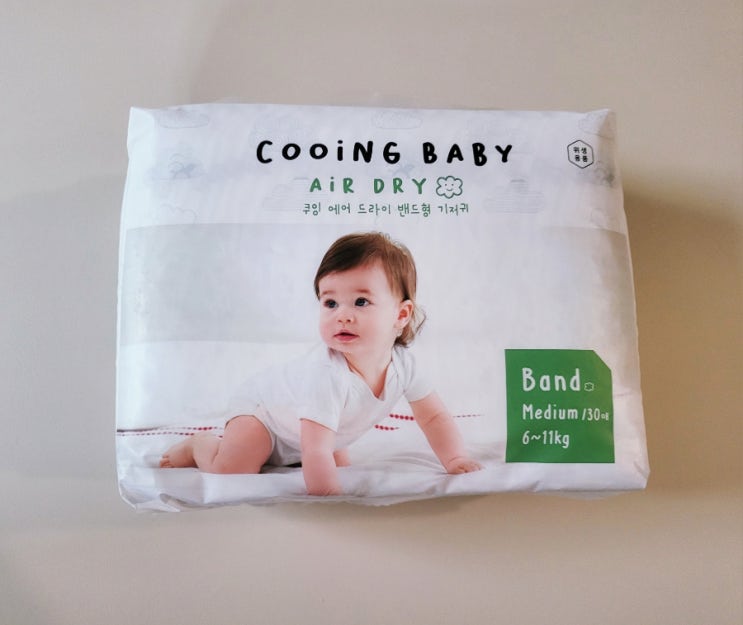 COOING BABY
위생
용품
AIR DRY
쿠잉 에어 드라이 밴드형 기저귀
Band
Medium /30매
6~11kg